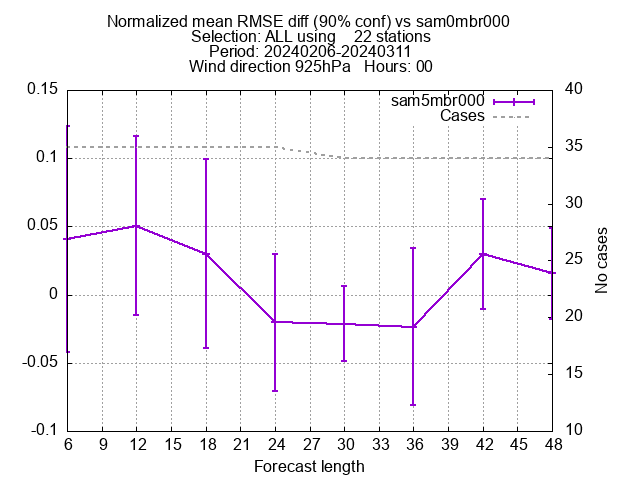 Normalized mean RMSE diff (90% conf) vs sam0mbr000
Selection: ALL using    22 stations
Period: 20240206-20240311
Wind direction 925hPa   Hours: 00
sam5mbr000
Cases
0.15
0.1
0.05
0
-0.05
-0.1
40
35
30
25
20
15
10
No cases
6 9 12 15 18 21 24 27 30 33 36 39 42 45 48
Forecast length